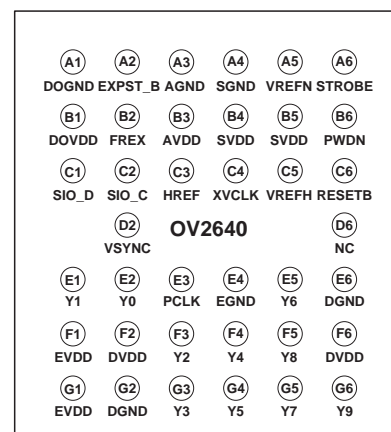 A1 A2 A3 A4 A5 A6
DOGND EXPST_B AGND SGND VREFN STROBE
B1 B2 B3 B4 B5 B6
DOVDD FREX AVDD SVDD SVDD PWDN
C1 C2 C3 C4 C5 C6
SIO_D SIO_C HREF XVCLK VREFH RESETB
D2 OV2640 D6
VSYNC NC
E1 E2 E3 E4 E5 E6
Y1 Y0 PCLK EGND Y6 DGND
F1 F2 F3 F4 F5 F6
EVDD DVDD Y2 Y4 Y8 DVDD
G1 G2 G3 G4 G5 G6
EVDD DGND Y3 Y5 Y7 Y9